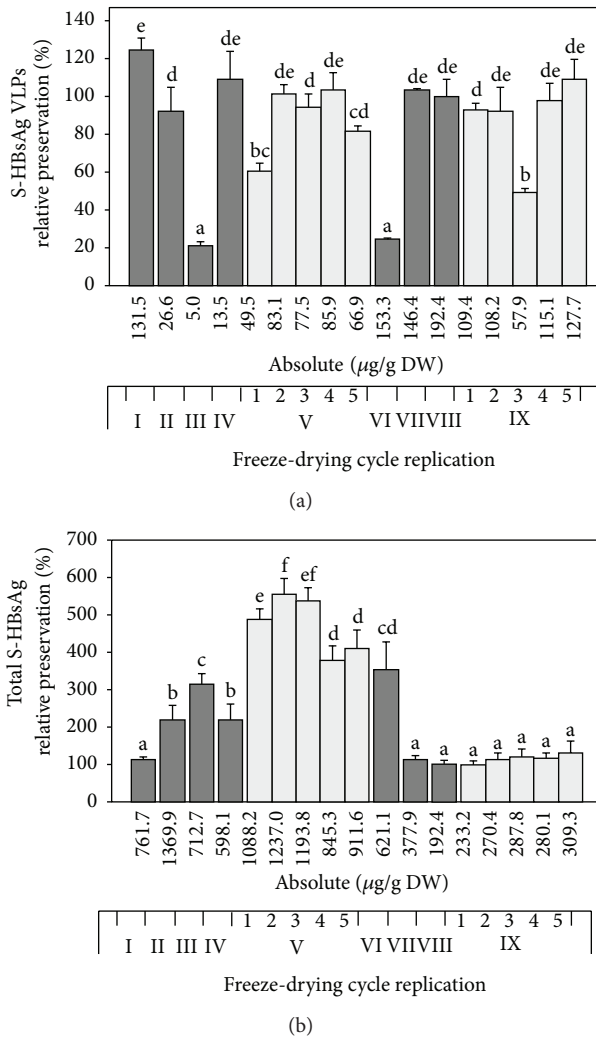 S-HBsAg VLPs
relative preservation (%)
140
120
100
80
60
40
20
0
e
d
a
de
bc
de
d
de
cd
a
de
de
d
de
b
de
de
131.5 26.6 5.0 13.5 49.5 83.1 77.5 85.9 66.9 153.3 146.4 192.4 109.4 108.2 57.9 115.1 127.7
Absolute (μg/g DW)
1 2 3 4 5 1 2 3 4 5
I II III IV V VI VII VIII IX
Freeze-drying cycle replication
(a)
Total S-HBsAg
relative preservation (%)
700
600
500
400
300
200
100
0
a
b
c
b
e
f
ef
d
d
cd
a
a
a
a
a
a
a
761.7 1369.9 712.7 598.1 1088.2 1237.0 1193.8 845.3 911.6 621.1 377.9 192.4 233.2 270.4 287.8 280.1 309.3
Absolute (μg/g DW)
1 2 3 4 5 1 2 3 4 5
I II III IV V VI VII VIII IX
Freeze-drying cycle replication
(b)